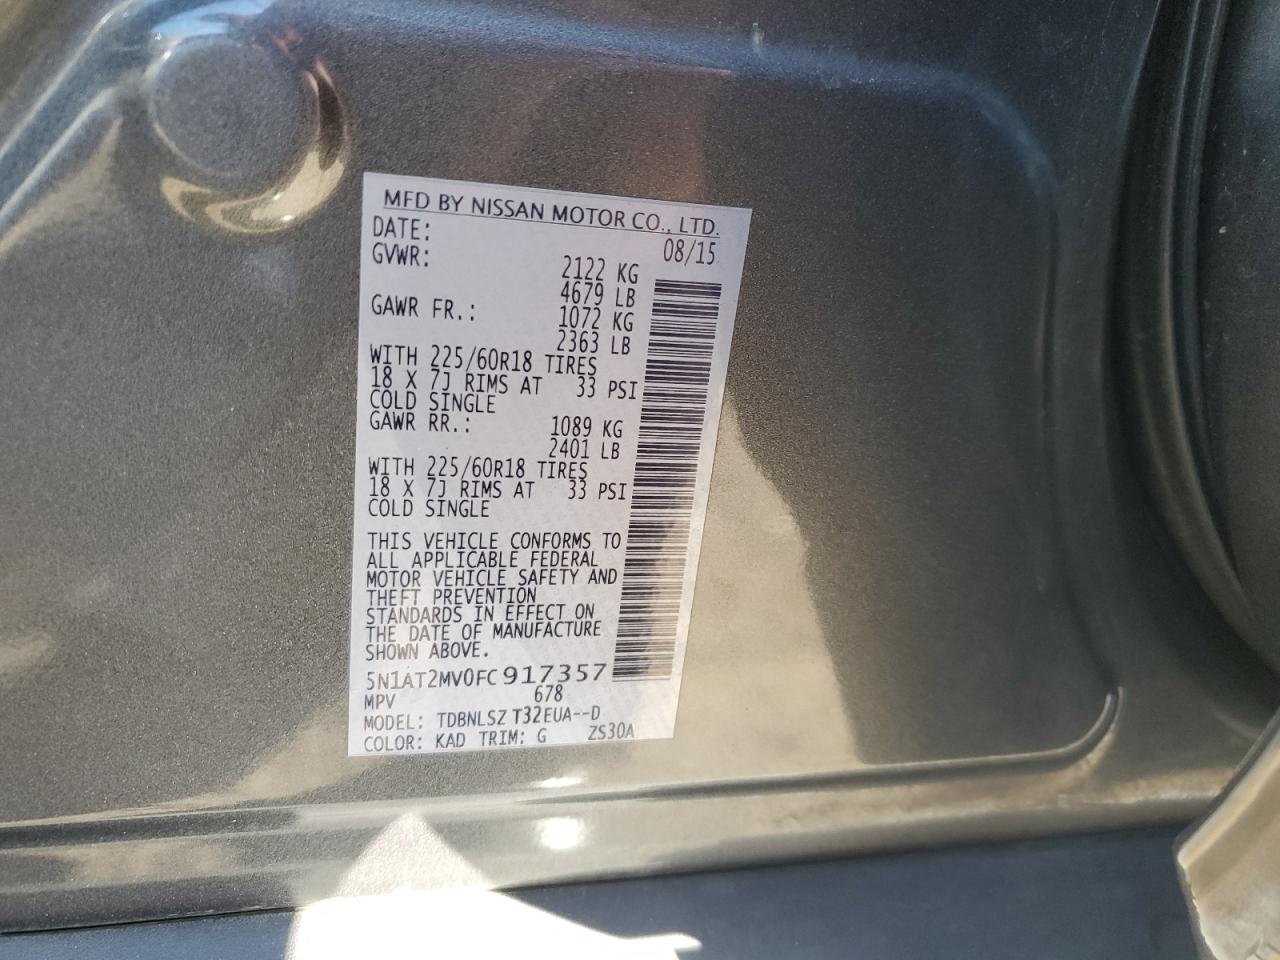 MFD BY NISSAN MOTOR CO., LTD.
DATE: 08/15
GVWR: 2122 KG
4679 LB
GAWR FR.: 1072 KG
2363 LB
WITH 225/60R18 TIRES
18 X 7J RIMS AT 33 PSI
COLD SINGLE
GAWR RR.: 1089 KG
2401 LB
WITH 225/60R18 TIRES
18 X 7J RIMS AT 33 PSI
COLD SINGLE
THIS VEHICLE CONFORMS TO
ALL APPLICABLE FEDERAL
MOTOR VEHICLE SAFETY AND
THEFT PREVENTION
STANDARDS IN EFFECT ON
THE DATE OF MANUFACTURE
SHOWN ABOVE.
5N1AT2MV0FC917357
MPV 678
MODEL: TDBNLSZ T32EUA--D
COLOR: KAD TRIM: G ZS30A